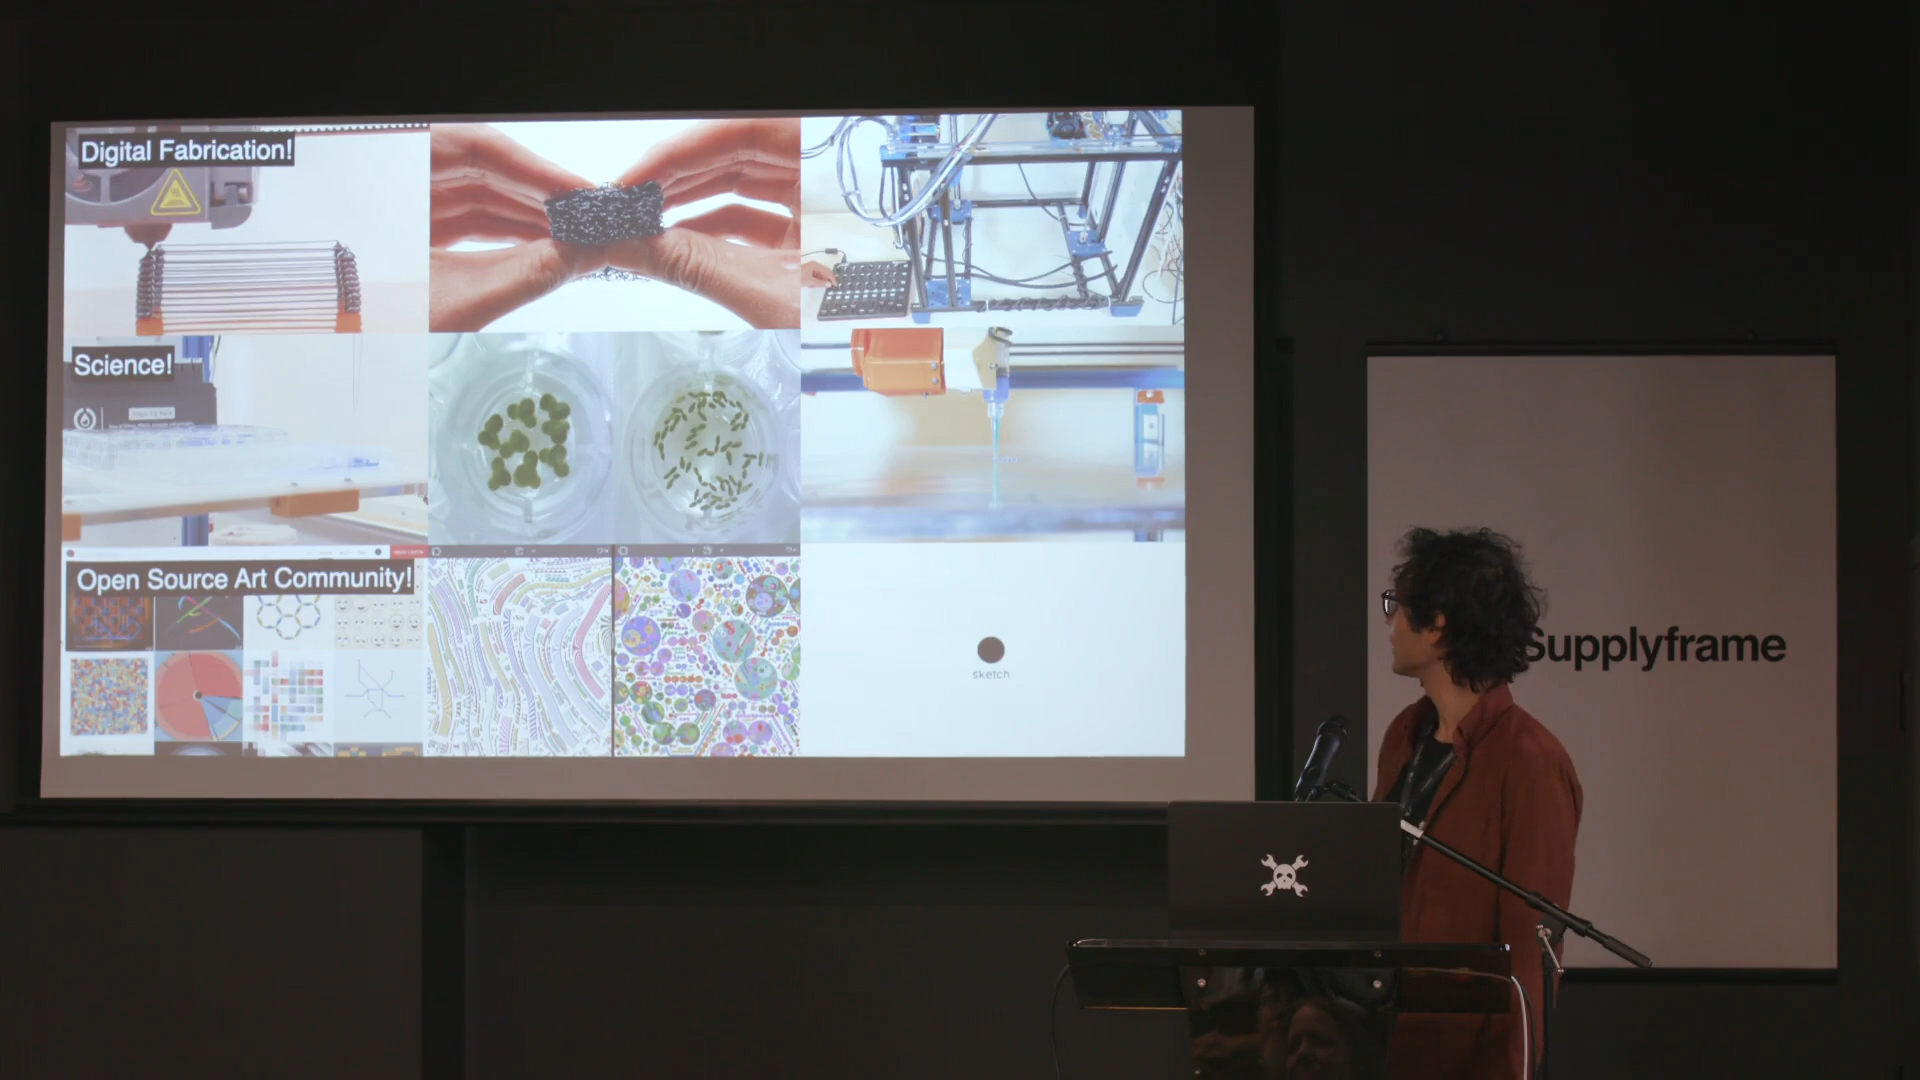 Digital Fabrication!
Science!
Open Source Art Community!
sketch
Supplyframe